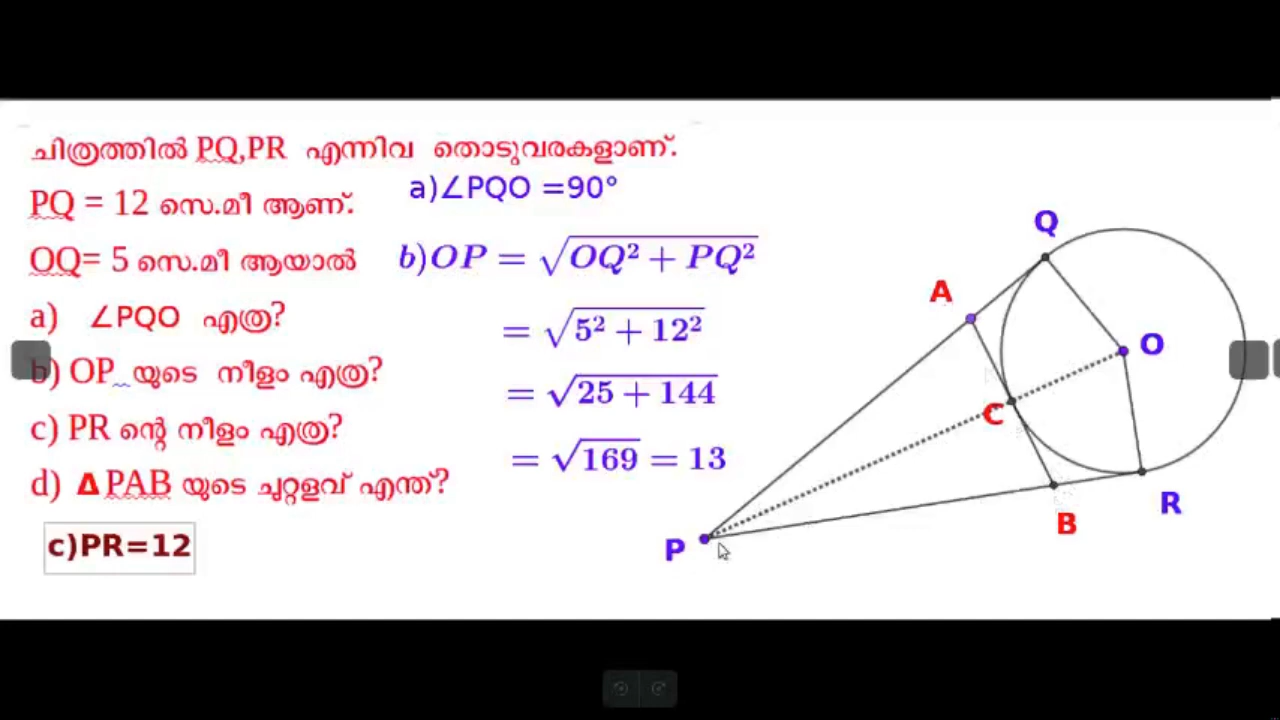 ചിത്രത്തിൽ PQ,PR എന്നിവ തൊടുവരകളാണ്.
PQ = 12 സെ.മീ ആണ്.
OQ= 5 സെ.മീ ആയാൽ
a) ∠PQO എത്ര?
b) OP യുടെ നീളം എത്ര?
c) PR ന്റെ നീളം എത്ര?
d) Δ PAB യുടെ ചുറ്റളവ് എന്ത്?
c)PR=12
a)∠PQO =90°
b)OP = √OQ² + PQ²
= √5² + 12²
= √25 + 144
= √169 = 13
Q
A
O
C
R
B
P